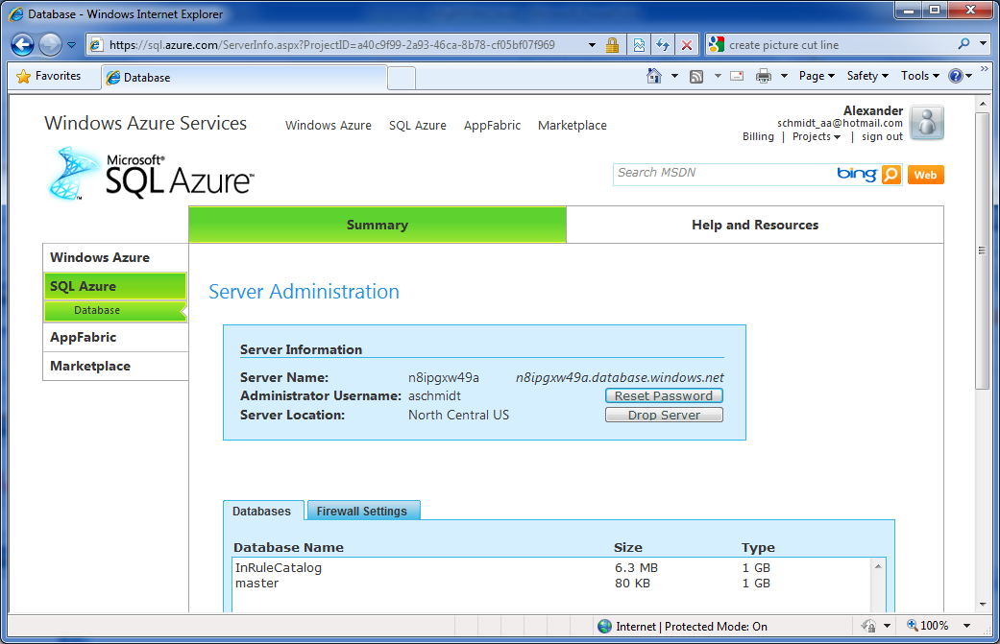 Database - Windows Internet Explorer
https://sql.azure.com/ServerInfo.aspx?ProjectID=a40c9f99-2a93-46ca-8b78-cf05bf07f969
create picture cut line
Favorites
Database
Page
Safety
Tools
Windows Azure Services
Windows Azure
SQL Azure
AppFabric
Marketplace
Alexander
schmidt_aa@hotmail.com
Billing | Projects | sign out
Microsoft®
SQL Azure™
Search MSDN
bing
Web
Summary
Help and Resources
Windows Azure
SQL Azure
Database
AppFabric
Marketplace
Server Administration
Server Information
Server Name: n8ipgxw49a n8ipgxw49a.database.windows.net
Administrator Username: aschmidt Reset Password
Server Location: North Central US Drop Server
Databases Firewall Settings
Database Name Size Type
InRuleCatalog 6.3 MB 1 GB
master 80 KB 1 GB
Internet | Protected Mode: On
100%